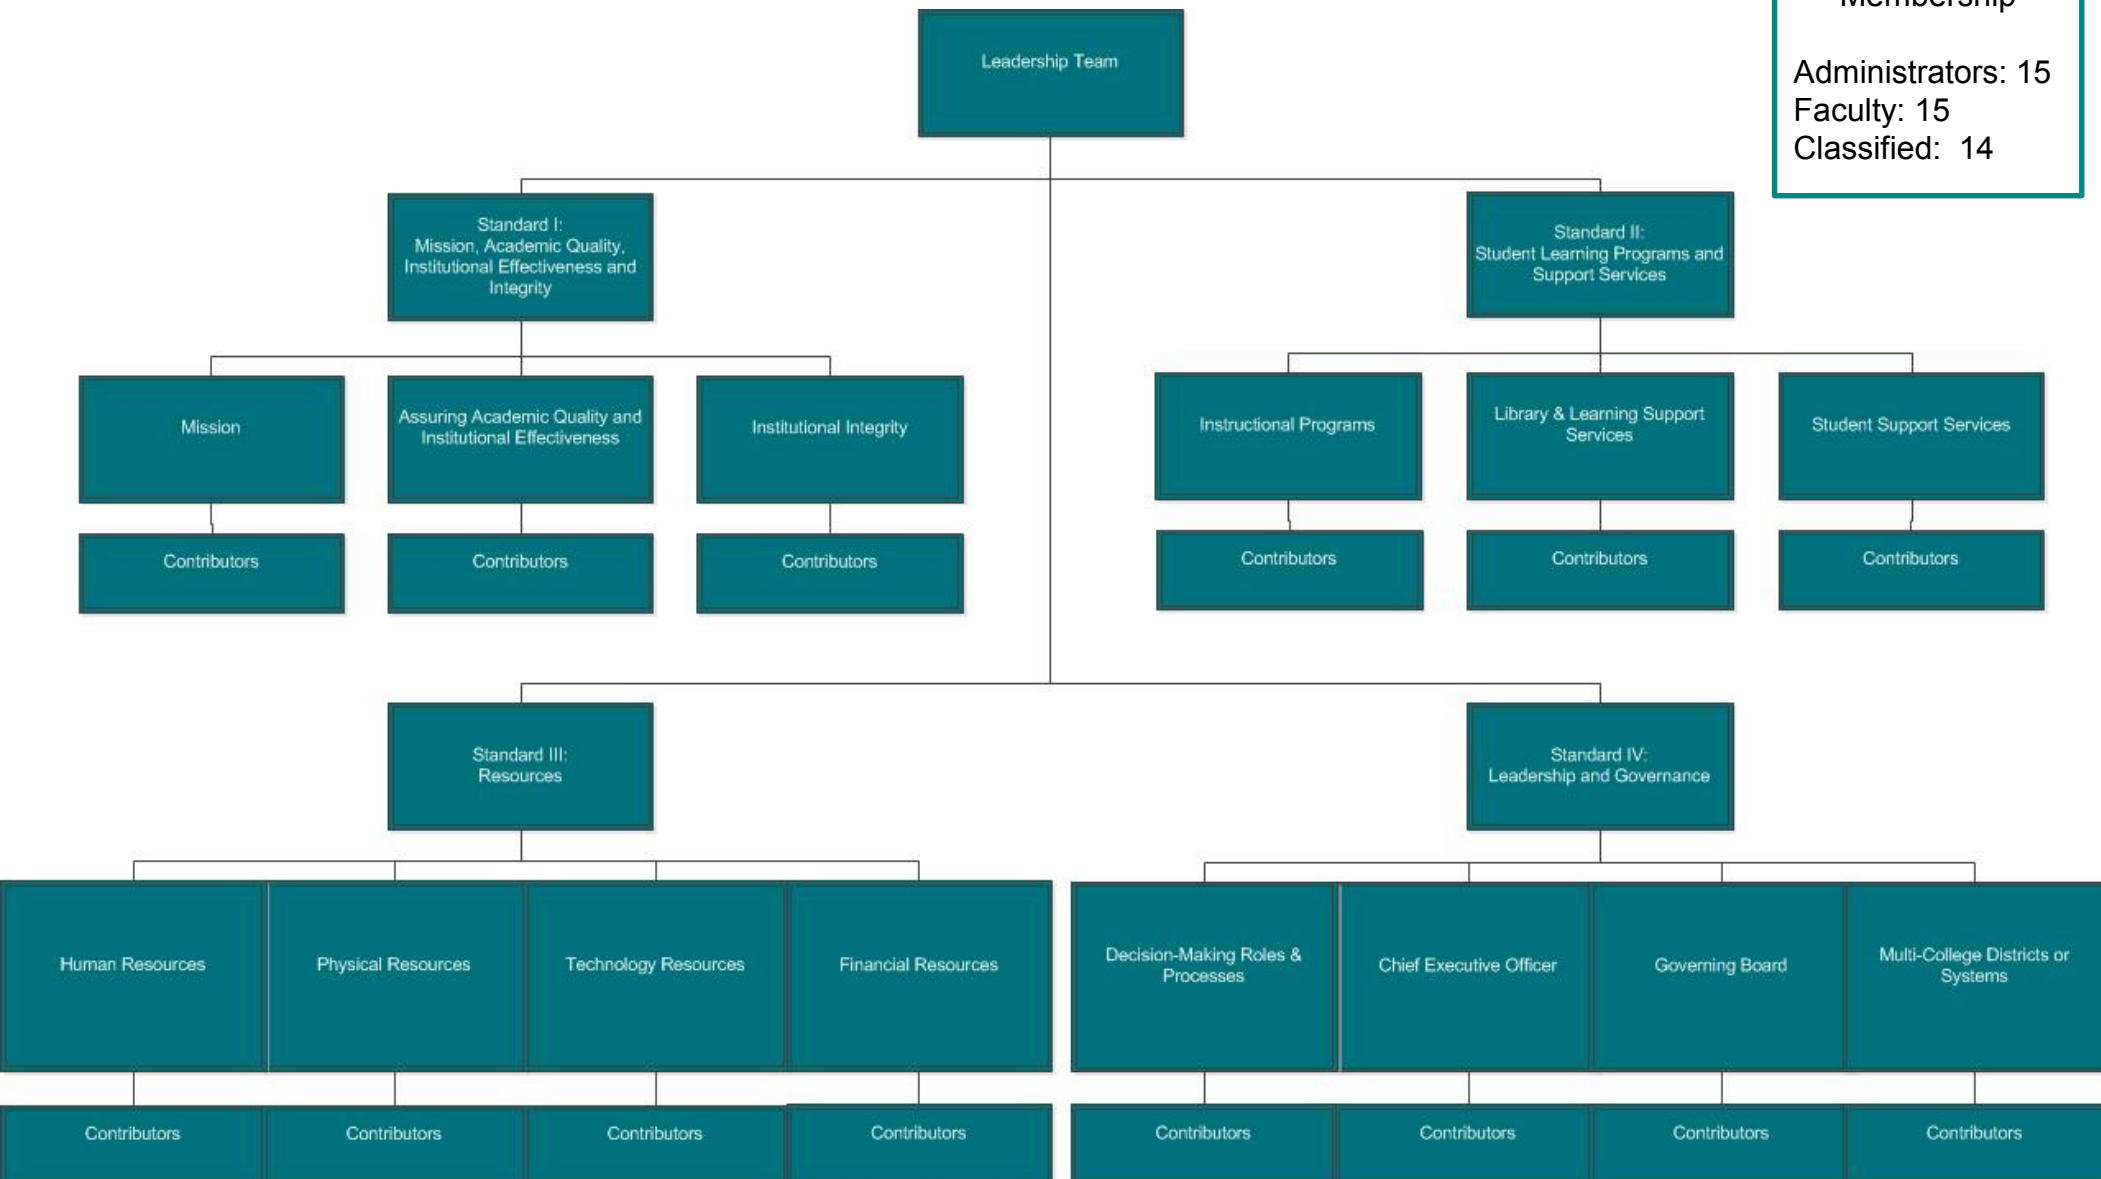 Membership
Administrators: 15
Faculty: 15
Classified: 14
Leadership Team
Standard I:
Mission, Academic Quality,
Institutional Effectiveness and
Integrity
Standard II:
Student Learning Programs and
Support Services
Mission
Assuring Academic Quality and
Institutional Effectiveness
Institutional Integrity
Instructional Programs
Library & Learning Support
Services
Student Support Services
Contributors
Contributors
Contributors
Contributors
Contributors
Contributors
Standard III:
Resources
Standard IV:
Leadership and Governance
Human Resources
Physical Resources
Technology Resources
Financial Resources
Decision-Making Roles &
Processes
Chief Executive Officer
Governing Board
Multi-College Districts or
Systems
Contributors
Contributors
Contributors
Contributors
Contributors
Contributors
Contributors
Contributors